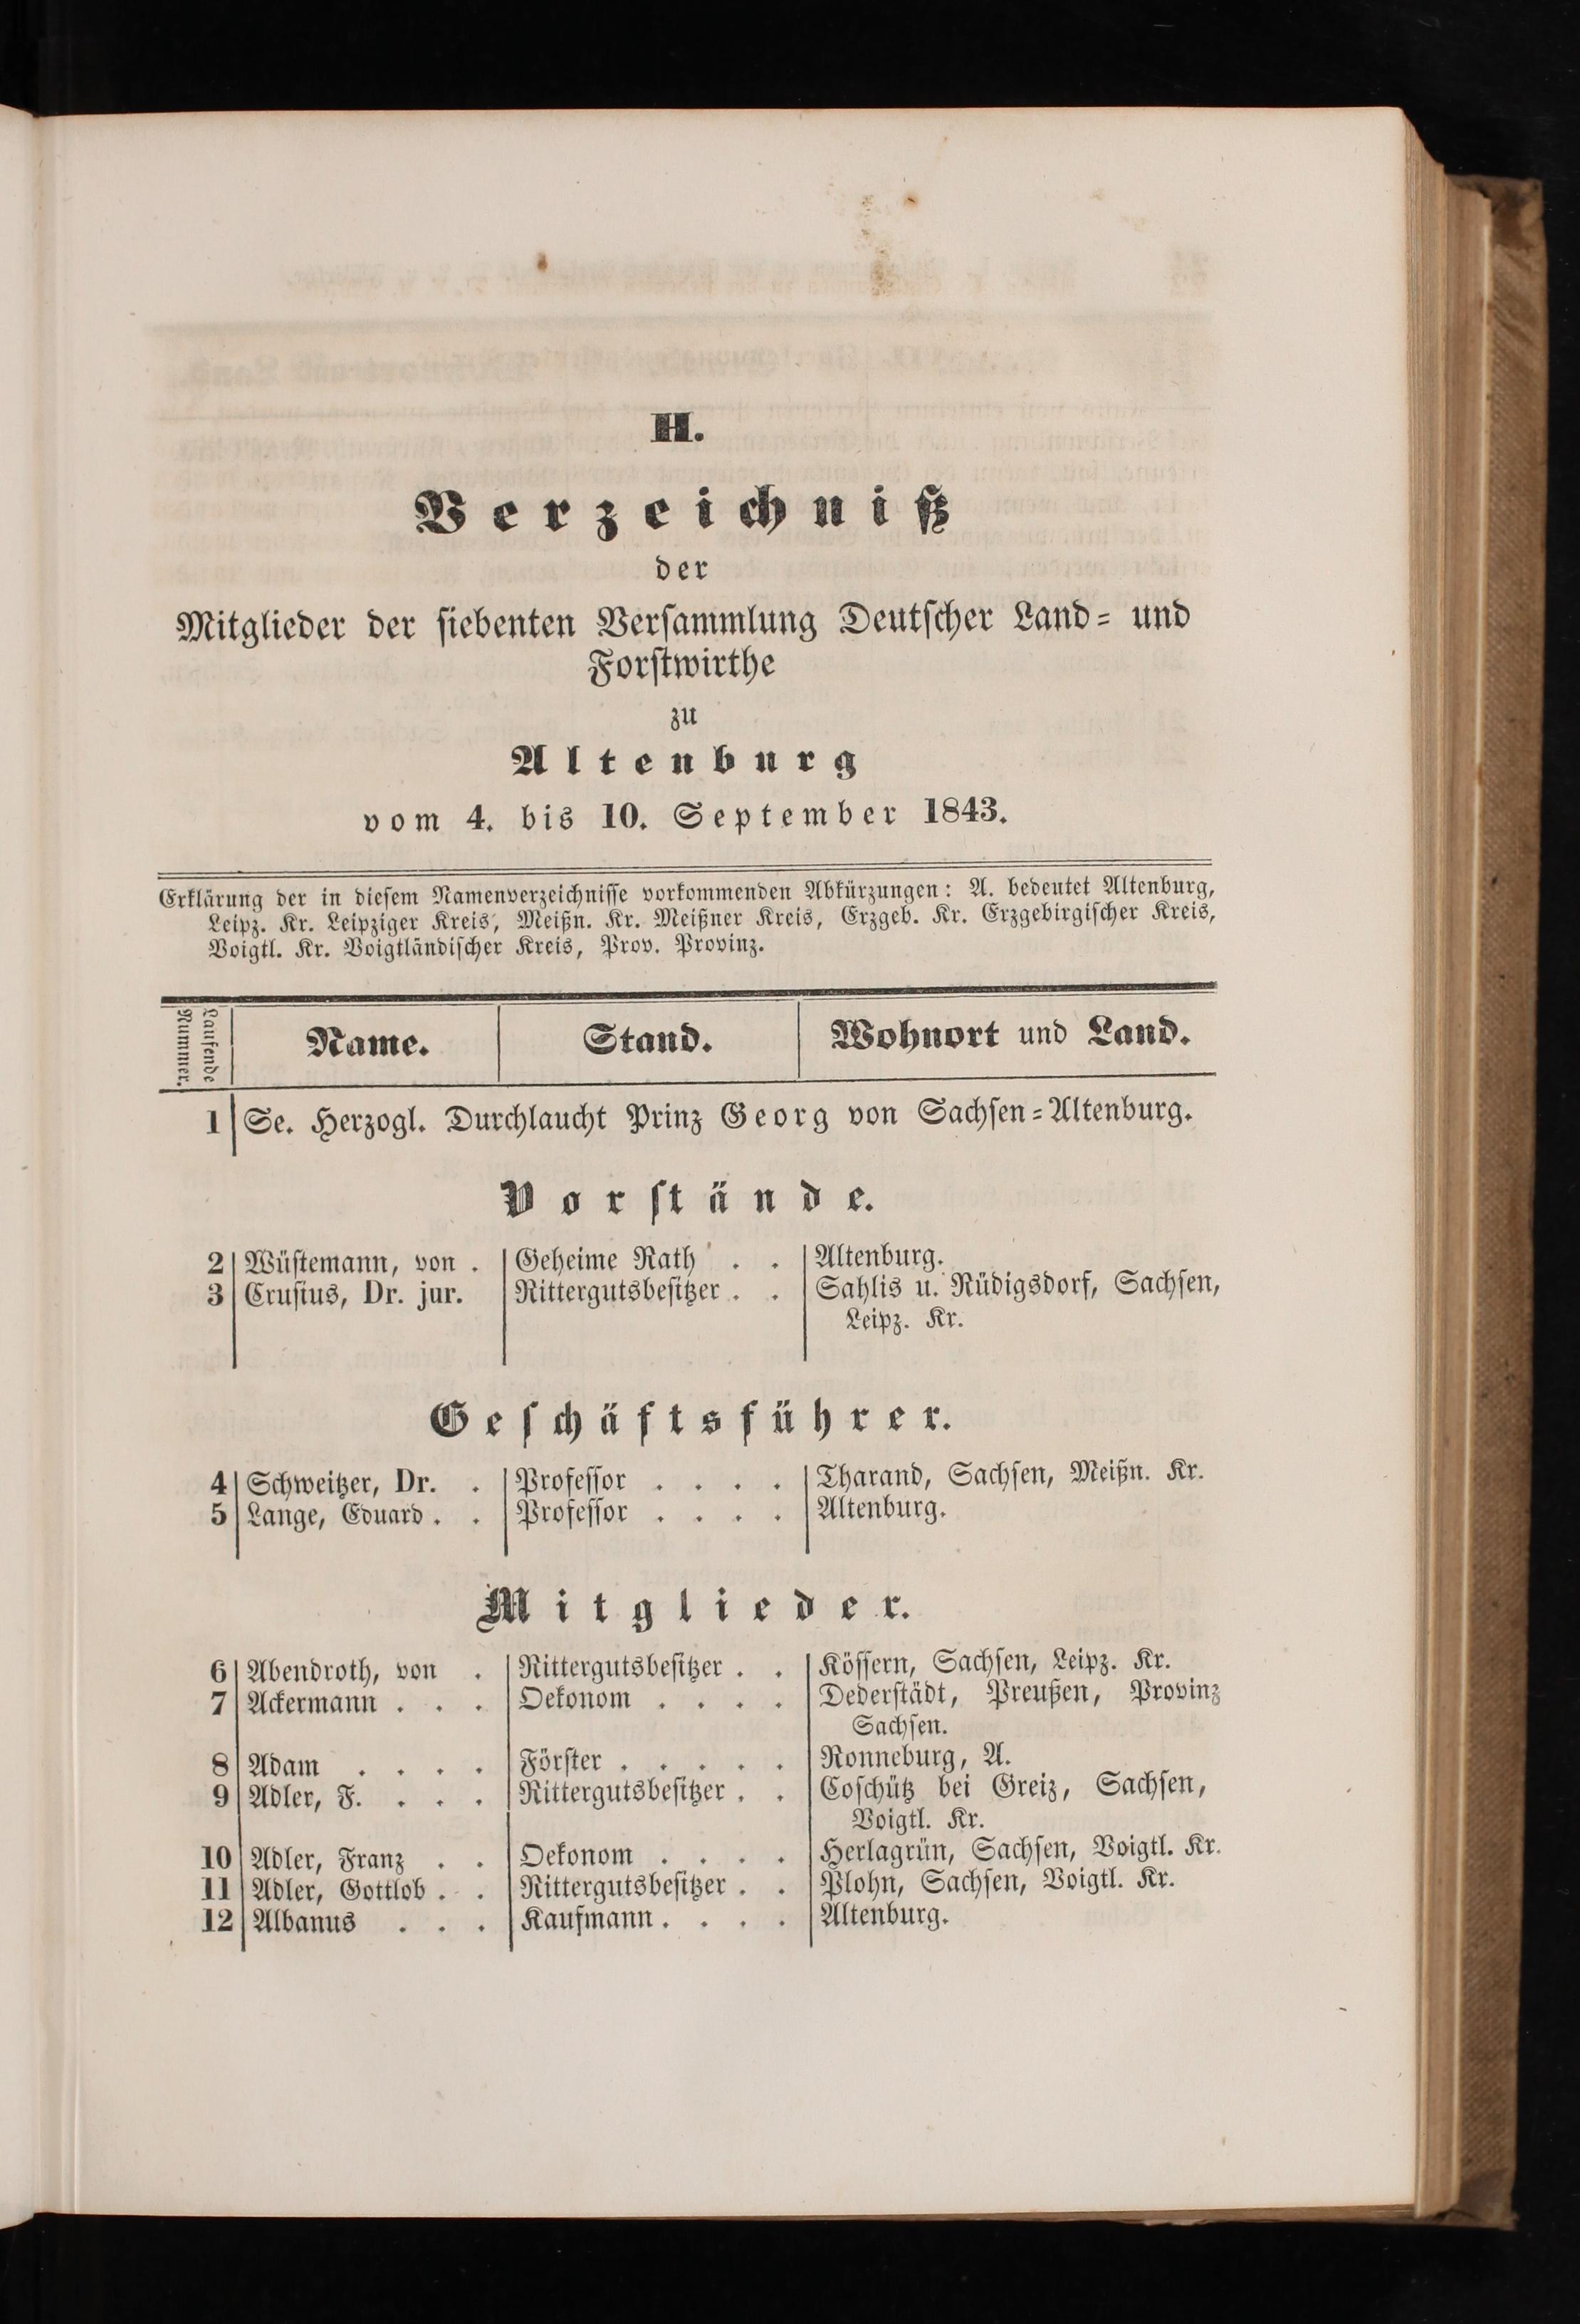 H.
Verzeichniß
der
Mitglieder der siebenten Versammlung Deutscher Land- und
Forstwirthe
zu
Altenburg
vom 4. bis 10. September 1843.
Erklärung der in diesem Namenverzeichnisse vorkommenden Abkürzungen: A. bedeutet Altenburg,
Leipz. Kr. Leipziger Kreis, Meißn. Kr. Meißner Kreis, Erzgeb. Kr. Erzgebirgischer Kreis,
Voigtl. Kr. Voigtländischer Kreis, Prov. Provinz.
Laufende Nummer. Name. Stand. Wohnort und Land.
1 Se. Herzogl. Durchlaucht Prinz Georg von Sachsen-Altenburg.
Vorstände.
2 Wüstemann, von . Geheime Rath . . Altenburg.
3 Crusius, Dr. jur. Rittergutsbesitzer . . Sahlis u. Rüdigsdorf, Sachsen,
Leipz. Kr.
Geschäftsführer.
4 Schweitzer, Dr. . Professor . . . . Tharand, Sachsen, Meißn. Kr.
5 Lange, Eduard . . Professor . . . . Altenburg.
Mitglieder.
6 Abendroth, von . Rittergutsbesitzer . . Kössern, Sachsen, Leipz. Kr.
7 Ackermann . . . Oekonom . . . . Dederstädt, Preußen, Provinz
Sachsen.
8 Adam . . . . Förster . . . . . Ronneburg, A.
9 Adler, F. . . . Rittergutsbesitzer . . Coschütz bei Greiz, Sachsen,
Voigtl. Kr.
10 Adler, Franz . . Oekonom . . . . Herlagrün, Sachsen, Voigtl. Kr.
11 Adler, Gottlob . . Rittergutsbesitzer . . Plohn, Sachsen, Voigtl. Kr.
12 Albanus . . . Kaufmann . . . . Altenburg.